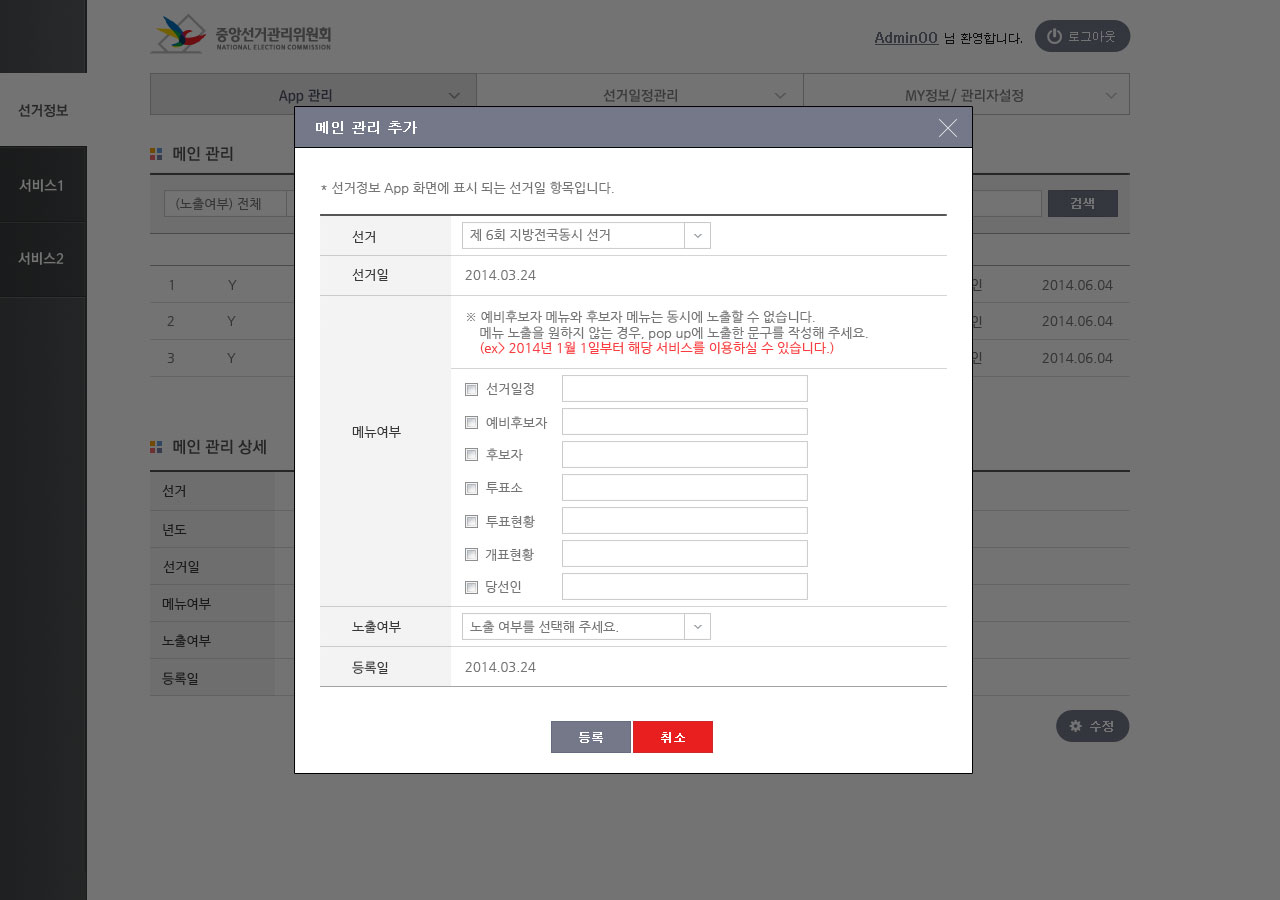 중앙선거관리위원회
NATIONAL ELECTION COMMISSION
Admin00 님 환영합니다.
로그아웃
선거정보
서비스1
서비스2
App 관리
선거일정관리
MY정보/ 관리자설정
메인 관리
(노출여부) 전체
검색
1 Y 인 2014.06.04
2 Y 인 2014.06.04
3 Y 인 2014.06.04
메인 관리 상세
선거
년도
선거일
메뉴여부
노출여부
등록일
수정
메인 관리 추가
* 선거정보 App 화면에 표시 되는 선거일 항목입니다.
선거 제 6회 지방전국동시 선거
선거일 2014.03.24
메뉴여부
※ 예비후보자 메뉴와 후보자 메뉴는 동시에 노출할 수 없습니다.
메뉴 노출을 원하지 않는 경우, pop up에 노출한 문구를 작성해 주세요.
(ex> 2014년 1월 1일부터 해당 서비스를 이용하실 수 있습니다.)
선거일정
예비후보자
후보자
투표소
투표현황
개표현황
당선인
노출여부 노출 여부를 선택해 주세요.
등록일 2014.03.24
등록 취소